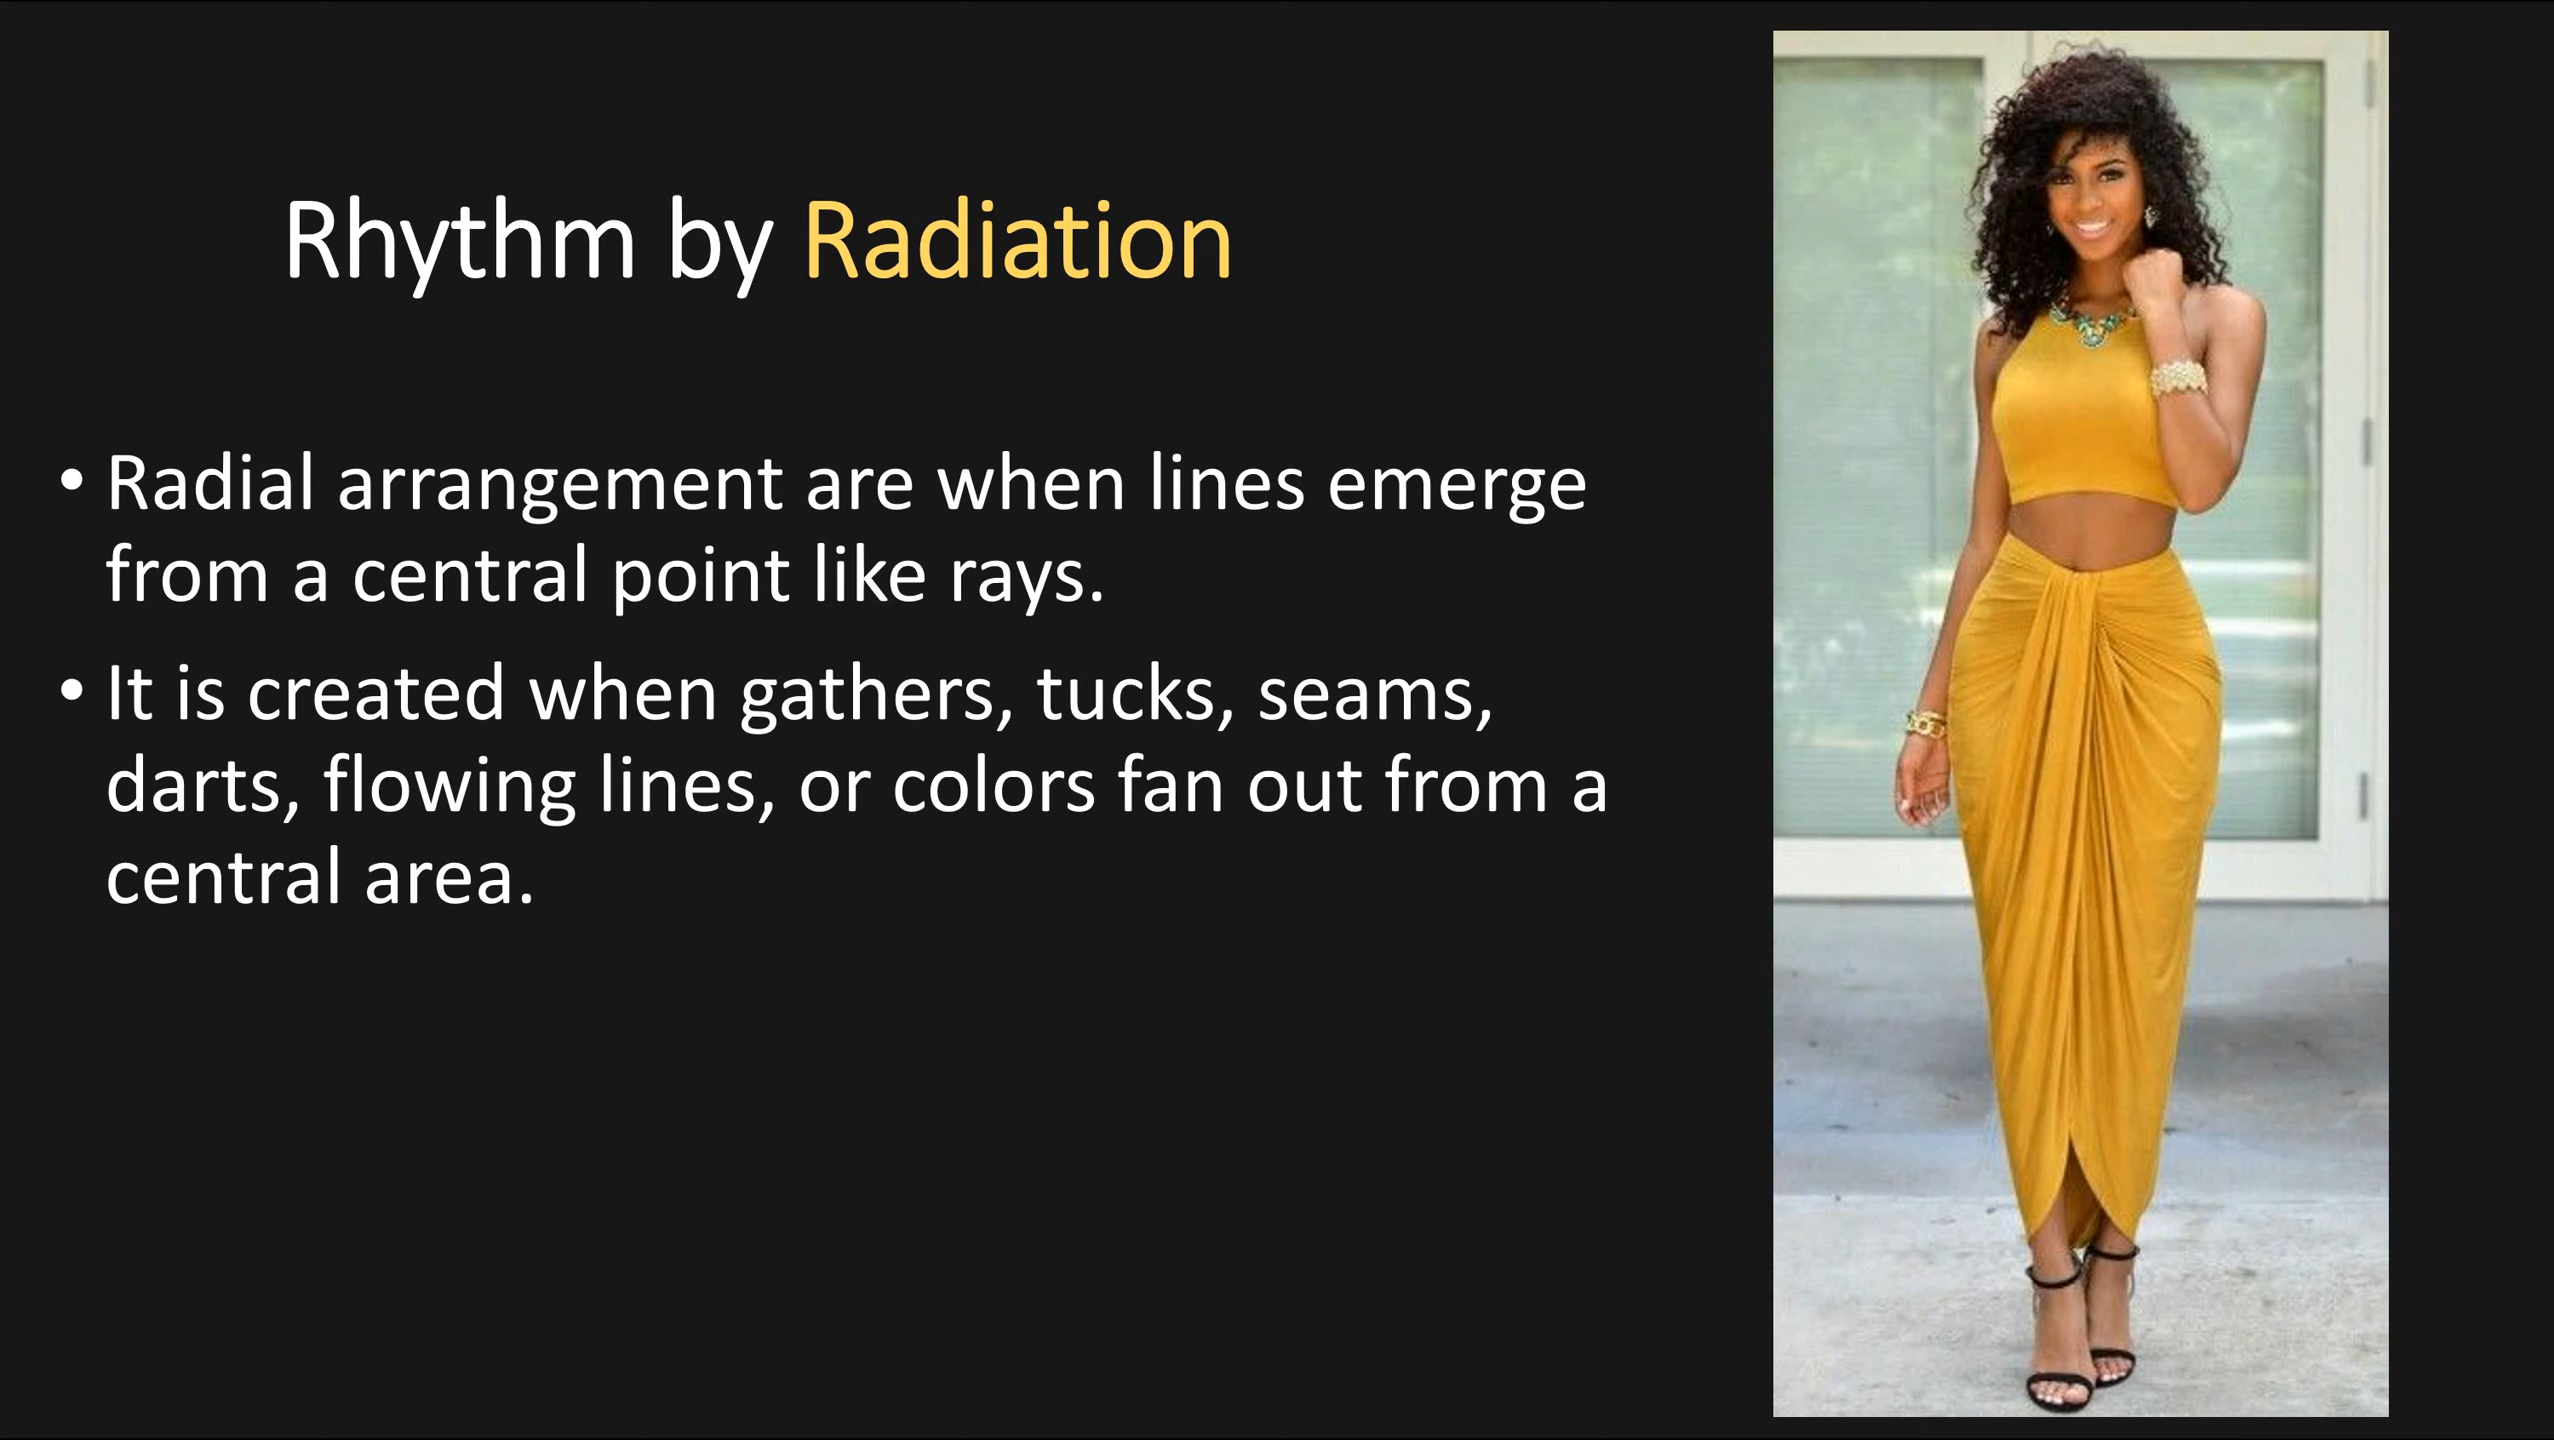 Rhythm by Radiation
• Radial arrangement are when lines emerge
from a central point like rays.
• It is created when gathers, tucks, seams,
darts, flowing lines, or colors fan out from a
central area.